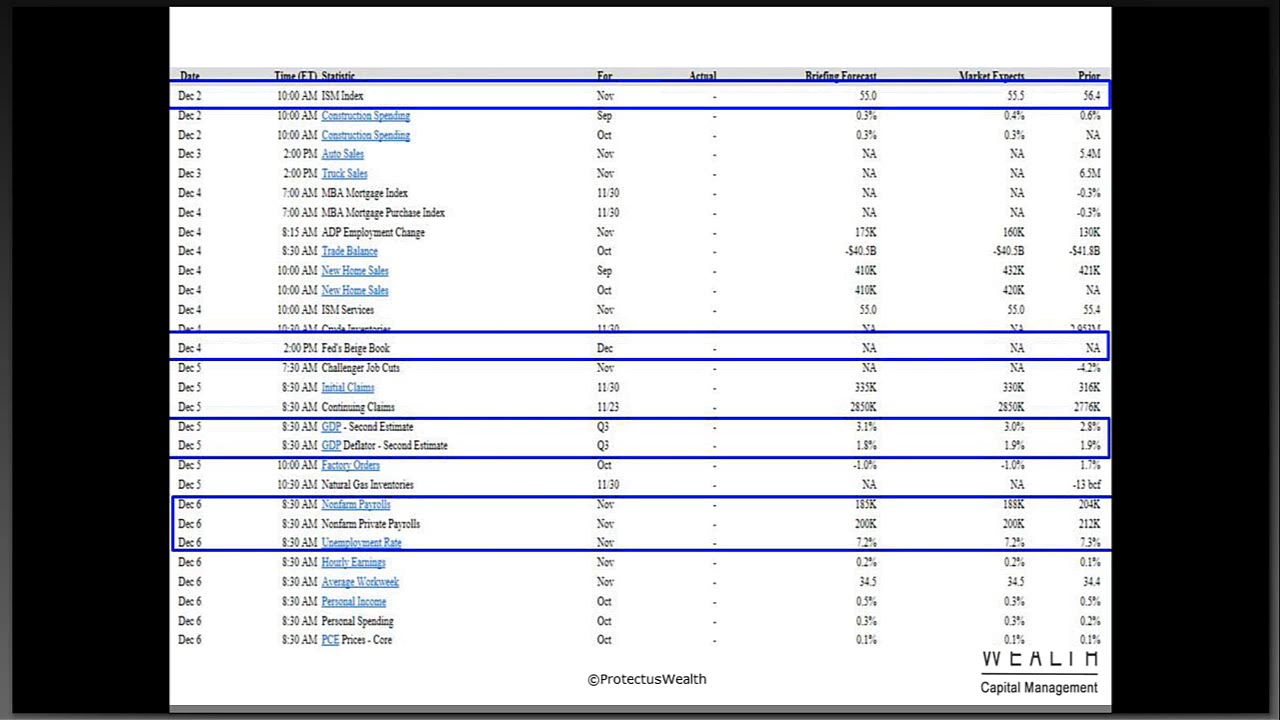 Date Time (ET) Statistic For Actual Briefing Forecast Market Expects Prior
Dec 2 10:00 AM ISM Index Nov - 55.0 55.5 56.4
Dec 2 10:00 AM Construction Spending Sep - 0.3% 0.4% 0.6%
Dec 2 10:00 AM Construction Spending Oct - 0.3% 0.3% NA
Dec 3 2:00 PM Auto Sales Nov - NA NA 5.4M
Dec 3 2:00 PM Truck Sales Nov - NA NA 6.5M
Dec 4 7:00 AM MBA Mortgage Index 11/30 - NA NA -0.3%
Dec 4 7:00 AM MBA Mortgage Purchase Index 11/30 - NA NA -0.3%
Dec 4 8:15 AM ADP Employment Change Nov - 175K 160K 130K
Dec 4 8:30 AM Trade Balance Oct - -$40.5B -$40.5B -$41.8B
Dec 4 10:00 AM New Home Sales Sep - 410K 432K 421K
Dec 4 10:00 AM New Home Sales Oct - 410K 420K NA
Dec 4 10:00 AM ISM Services Nov - 55.0 55.0 55.4
Dec 4 10:30 AM Crude Inventories 11/30 - NA NA 2.953M
Dec 4 2:00 PM Fed's Beige Book Dec - NA NA NA
Dec 5 7:30 AM Challenger Job Cuts Nov - NA NA -4.2%
Dec 5 8:30 AM Initial Claims 11/30 - 335K 330K 316K
Dec 5 8:30 AM Continuing Claims 11/23 - 2850K 2850K 2776K
Dec 5 8:30 AM GDP - Second Estimate Q3 - 3.1% 3.0% 2.8%
Dec 5 8:30 AM GDP Deflator - Second Estimate Q3 - 1.8% 1.9% 1.9%
Dec 5 10:00 AM Factory Orders Oct - -1.0% -1.0% 1.7%
Dec 5 10:30 AM Natural Gas Inventories 11/30 - NA NA -13 bcf
Dec 6 8:30 AM Nonfarm Payrolls Nov - 185K 188K 204K
Dec 6 8:30 AM Nonfarm Private Payrolls Nov - 200K 200K 212K
Dec 6 8:30 AM Unemployment Rate Nov - 7.2% 7.2% 7.3%
Dec 6 8:30 AM Hourly Earnings Nov - 0.2% 0.2% 0.1%
Dec 6 8:30 AM Average Workweek Nov - 34.5 34.5 34.4
Dec 6 8:30 AM Personal Income Oct - 0.5% 0.3% 0.5%
Dec 6 8:30 AM Personal Spending Oct - 0.3% 0.3% 0.2%
Dec 6 8:30 AM PCE Prices - Core Oct - 0.1% 0.1% 0.1%
WEALTH
Capital Management
©ProtectusWealth